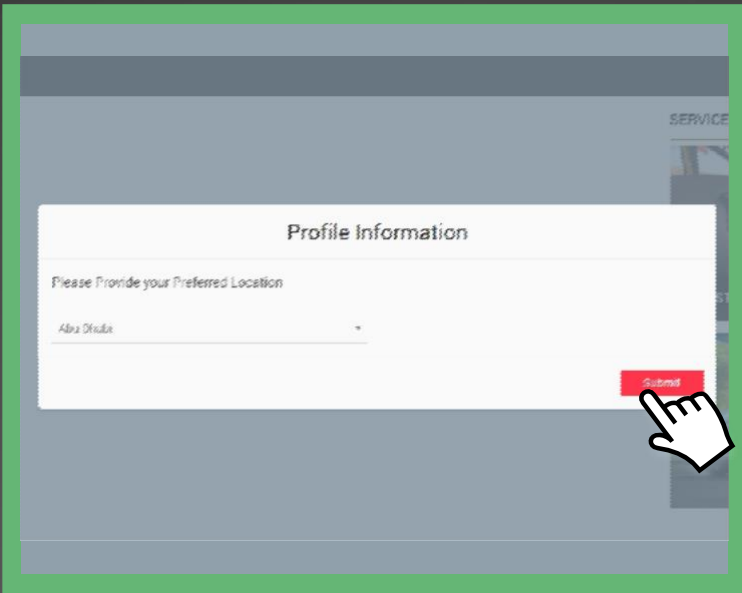 SERVICE
Profile Information
Please Provide your Preferred Location
Abu Dhabi
Submit